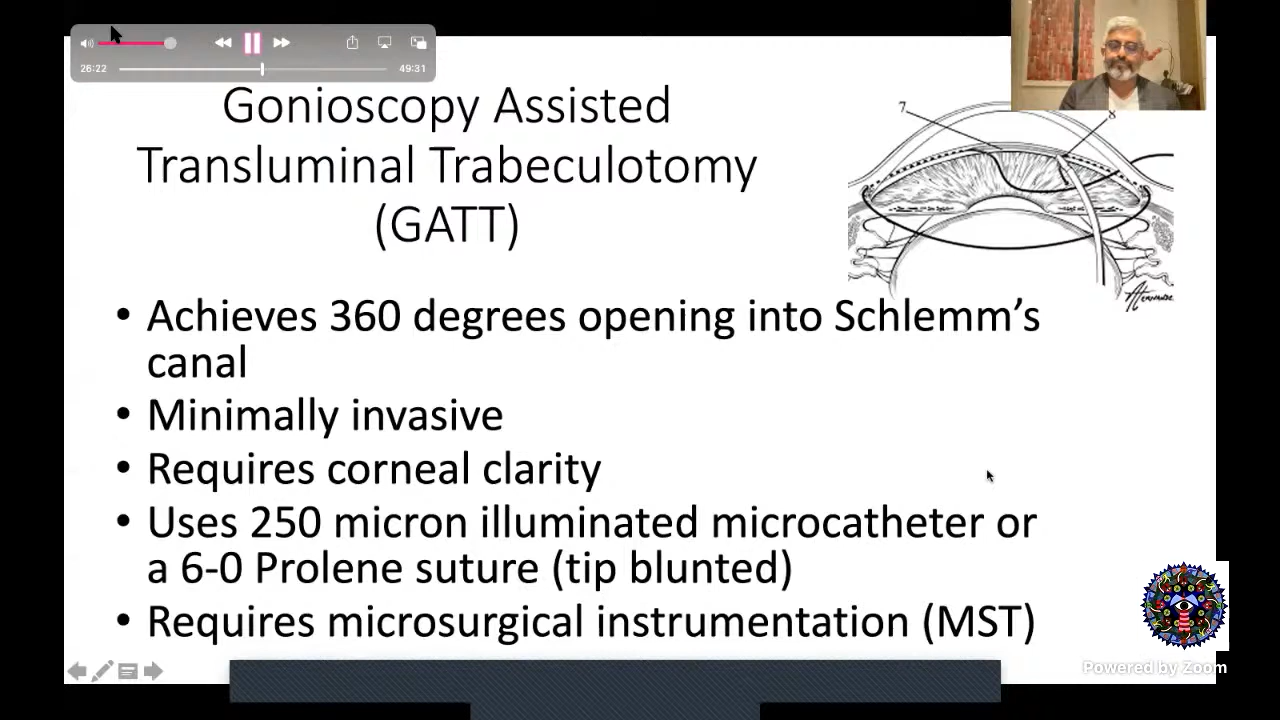 26:22
49:31
Gonioscopy Assisted
Transluminal Trabeculotomy
(GATT)
7
8
• Achieves 360 degrees opening into Schlemm's
canal
• Minimally invasive
• Requires corneal clarity
• Uses 250 micron illuminated microcatheter or
a 6-0 Prolene suture (tip blunted)
• Requires microsurgical instrumentation (MST)
Powered by Zoom